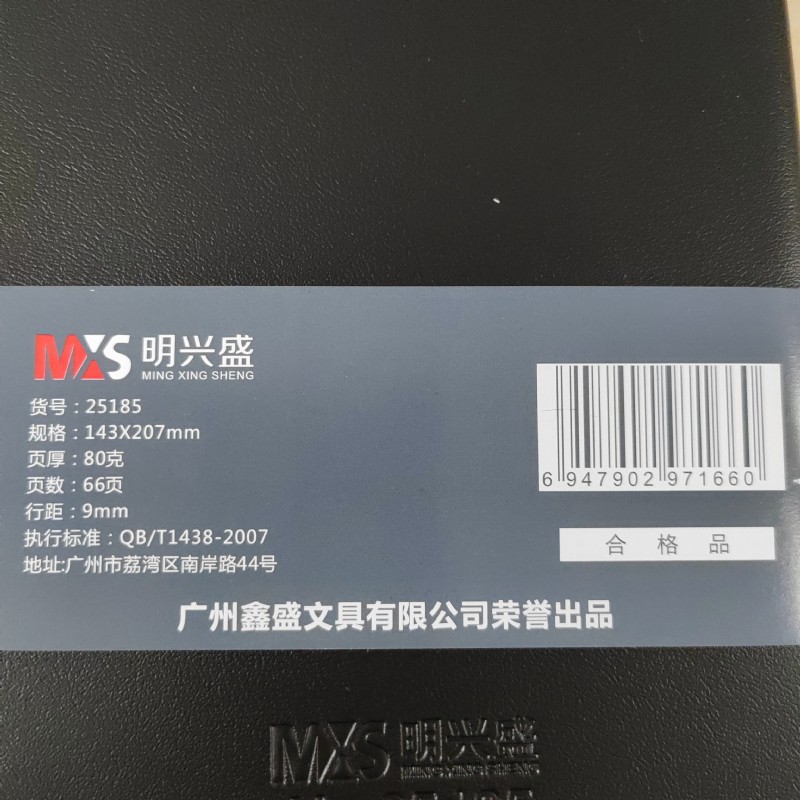 MXS 明兴盛
MING XING SHENG
货号：25185
规格：143X207mm
页厚：80克
页数：66页
行距：9mm
执行标准：QB/T1438-2007
地址:广州市荔湾区南岸路44号
6 947902 971660
合格品
广州鑫盛文具有限公司荣誉出品
MXS 明兴盛
MING XING SHENG